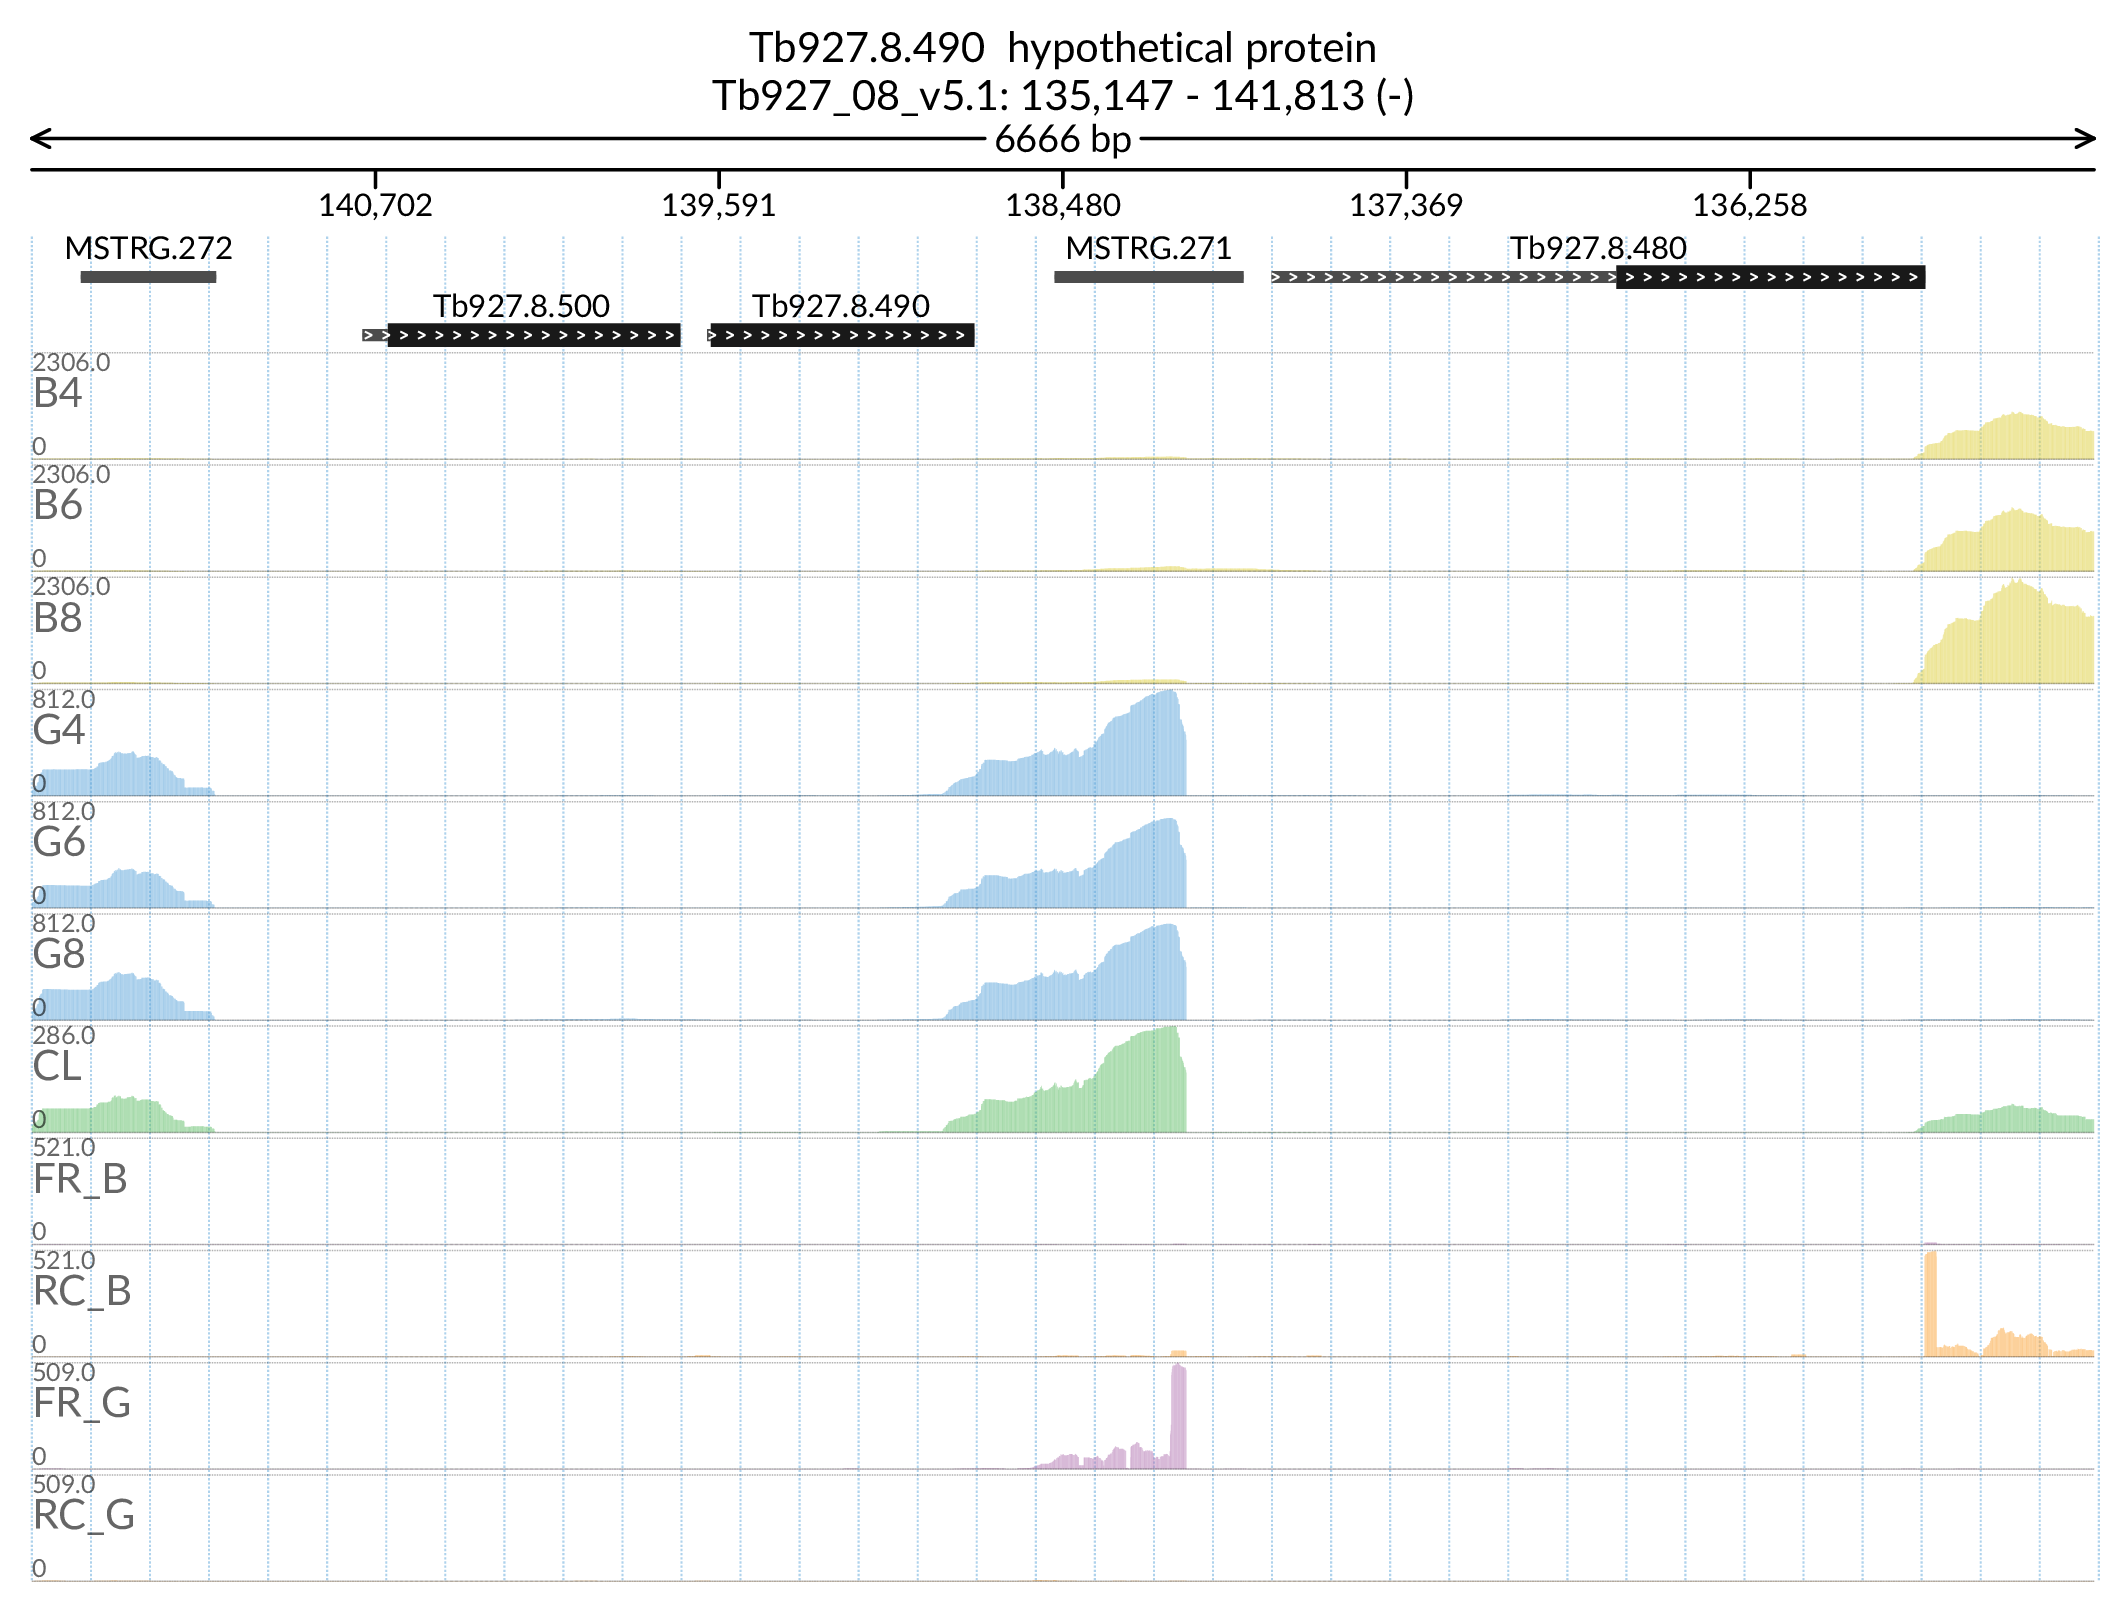 Tb927.8.490 hypothetical protein
Tb927_08_v5.1: 135,147 - 141,813 (-)
6666 bp
140,702 139,591 138,480 137,369 136,258
MSTRG.272 MSTRG.271 Tb927.8.480
Tb927.8.500 Tb927.8.490
2306.0
B4
0
2306.0
B6
0
2306.0
B8
0
812.0
G4
0
812.0
G6
0
812.0
G8
0
286.0
CL
0
521.0
FR_B
0
521.0
RC_B
0
509.0
FR_G
0
509.0
RC_G
0